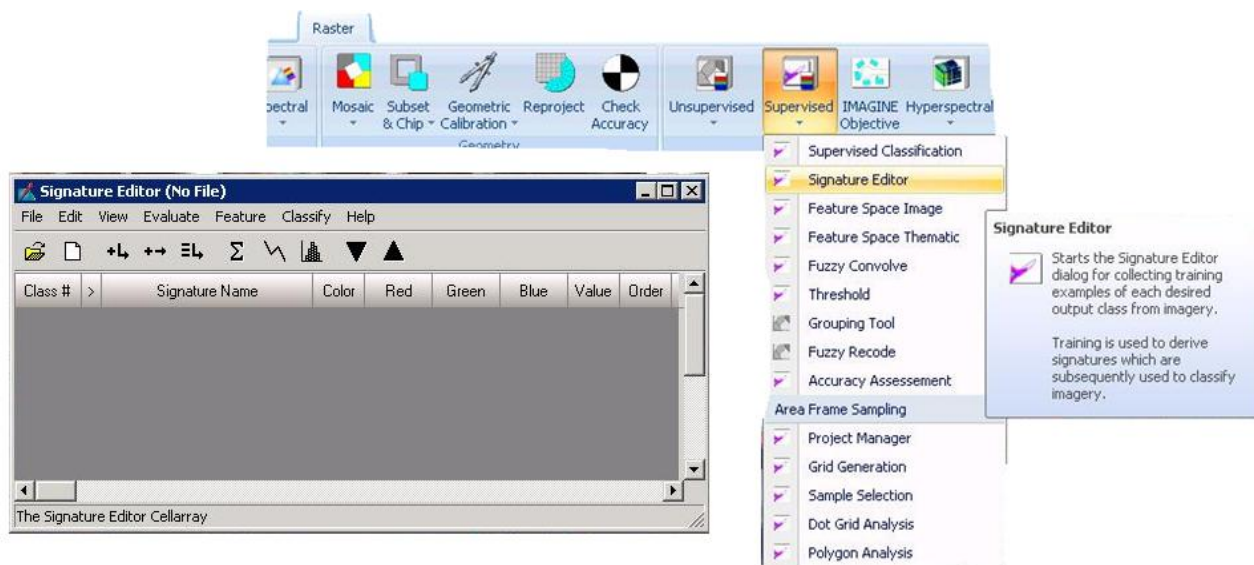 Raster
pectral
Mosaic
Subset
& Chip
Geometric
Calibration
Reproject
Check
Accuracy
Unsupervised
Supervised
IMAGINE
Objective
Hyperspectral
Geometry
Supervised Classification
Signature Editor
Feature Space Image
Feature Space Thematic
Fuzzy Convolve
Threshold
Grouping Tool
Fuzzy Recode
Accuracy Assessement
Area Frame Sampling
Project Manager
Grid Generation
Sample Selection
Dot Grid Analysis
Polygon Analysis
Signature Editor
Starts the Signature Editor
dialog for collecting training
examples of each desired
output class from imagery.
Training is used to derive
signatures which are
subsequently used to classify
imagery.
Signature Editor (No File)
File Edit View Evaluate Feature Classify Help
Class # > Signature Name Color Red Green Blue Value Order
The Signature Editor Cellarray